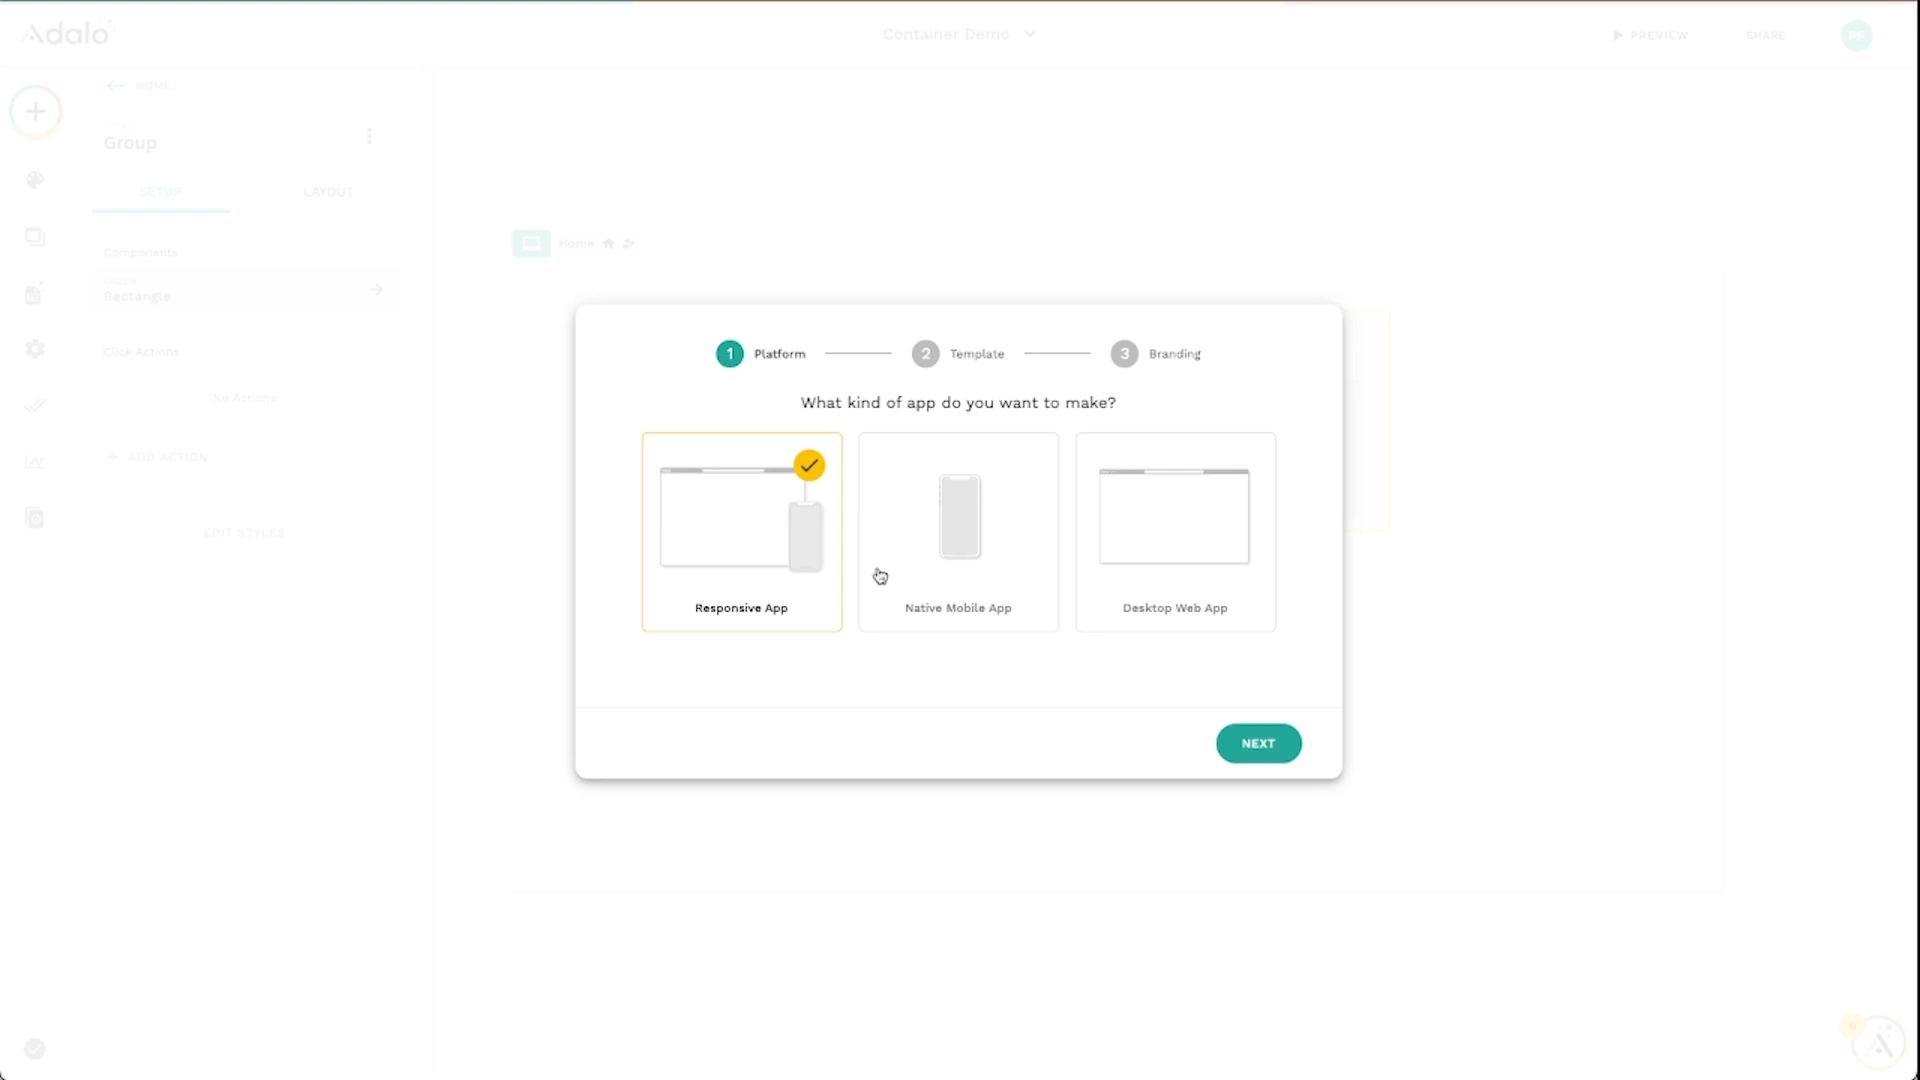 Adalo
Container Demo
PREVIEW
SHARE
PF
HOME
Group
SETUP
LAYOUT
Components
Rectangle
Click Actions
No Actions
ADD ACTION
EDIT STYLES
Home
1 Platform
2 Template
3 Branding
What kind of app do you want to make?
Responsive App
Native Mobile App
Desktop Web App
NEXT